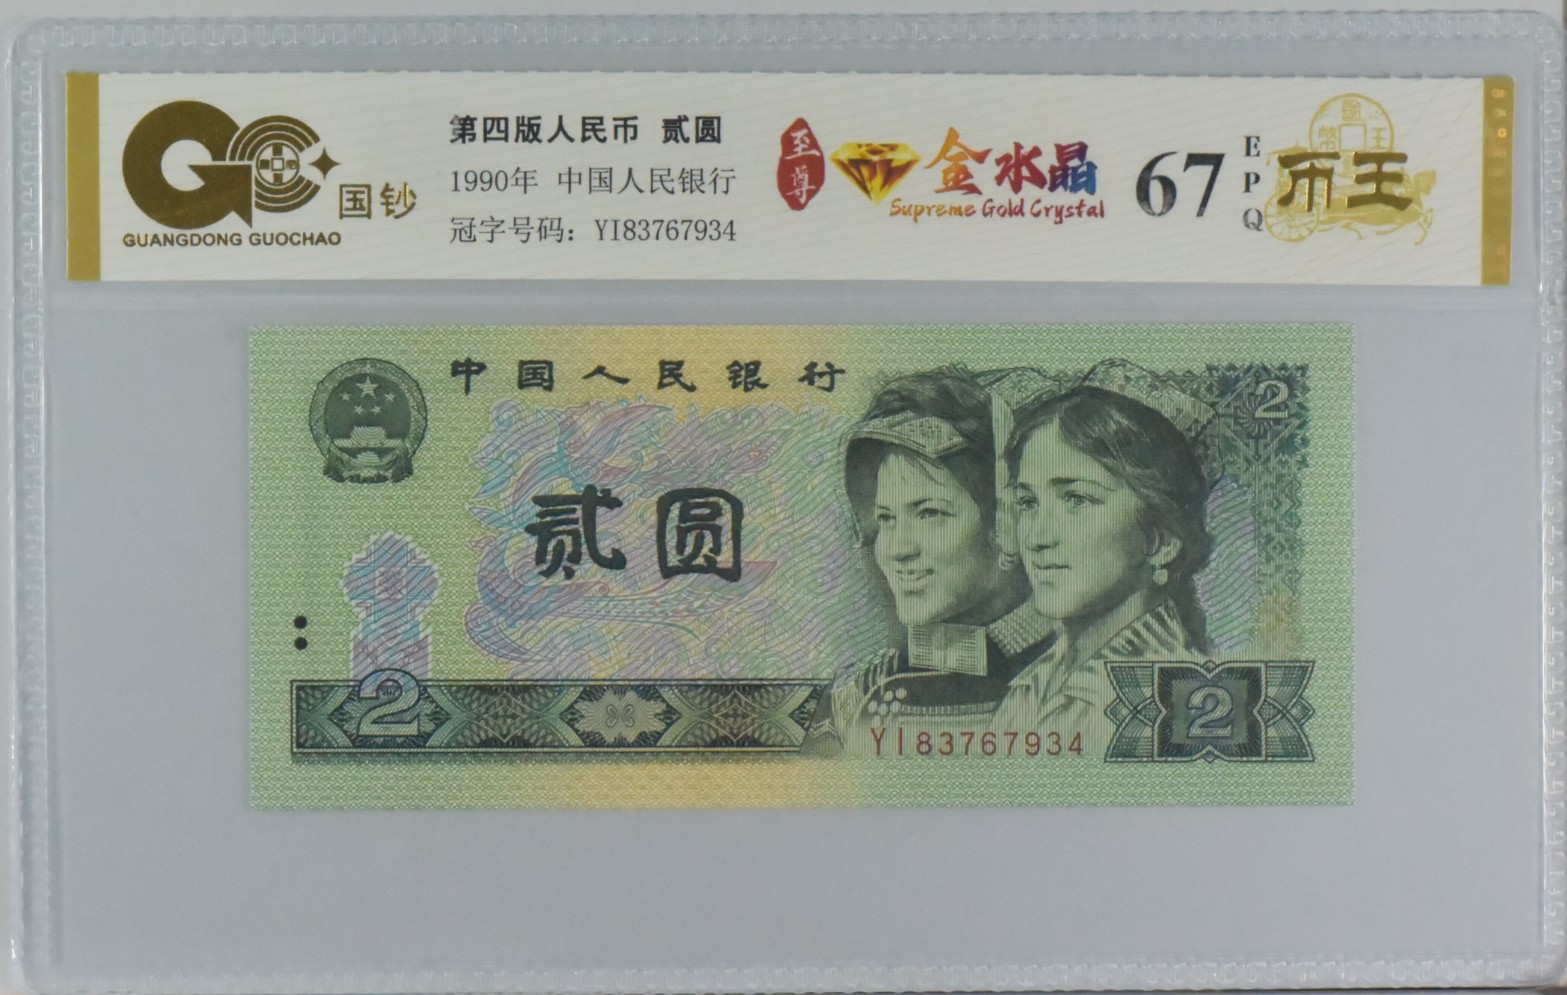 国钞
GUANGDONG GUOCHAO
第四版人民币 贰圆
1990年 中国人民银行
冠字号码：YI83767934
至尊
金水晶
Supreme Gold Crystal
67
EPQ
币王
中国人民银行
2
贰圆
2
YI83767934
2